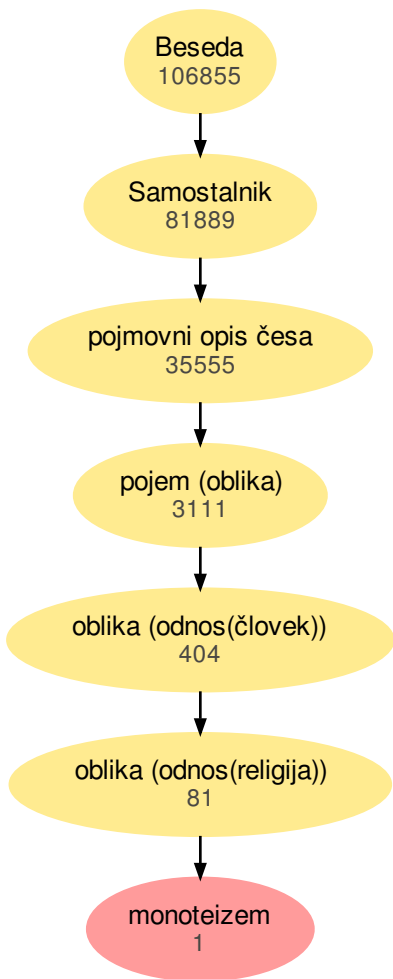 Beseda
106855
Samostalnik
81889
pojmovni opis česa
35555
pojem (oblika)
3111
oblika (odnos(človek))
404
oblika (odnos(religija))
81
monoteizem
1